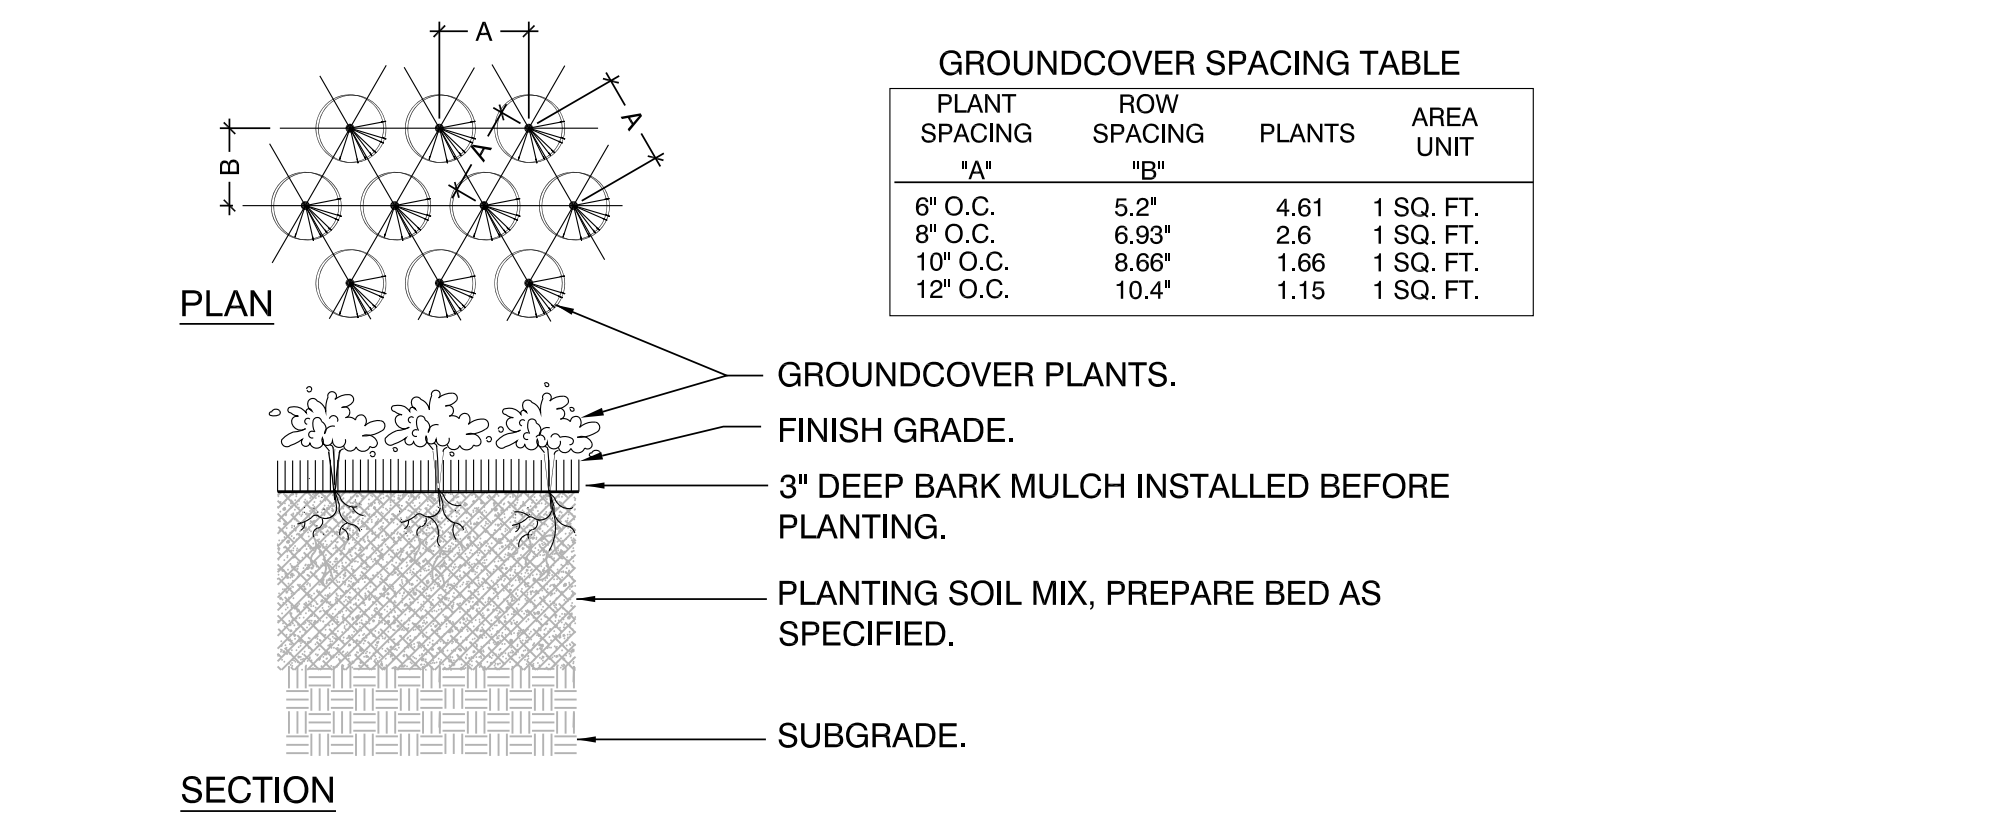 A
A
A
B
PLAN
GROUNDCOVER SPACING TABLE
PLANT SPACING "A" ROW SPACING "B" PLANTS AREA UNIT
6" O.C. 5.2" 4.61 1 SQ. FT.
8" O.C. 6.93" 2.6 1 SQ. FT.
10" O.C. 8.66" 1.66 1 SQ. FT.
12" O.C. 10.4" 1.15 1 SQ. FT.
GROUNDCOVER PLANTS.
FINISH GRADE.
3" DEEP BARK MULCH INSTALLED BEFORE
PLANTING.
PLANTING SOIL MIX, PREPARE BED AS
SPECIFIED.
SUBGRADE.
SECTION